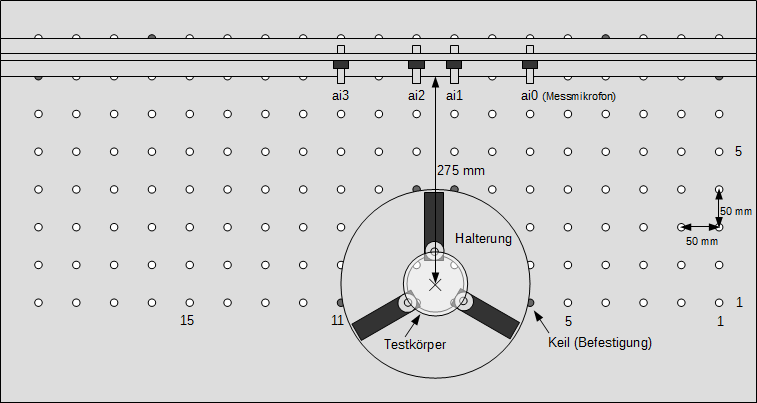 ai3
ai2
ai1
ai0 (Messmikrofon)
5
275 mm
50 mm
Halterung
50 mm
1
15
11
5
1
Testkörper
Keil (Befestigung)